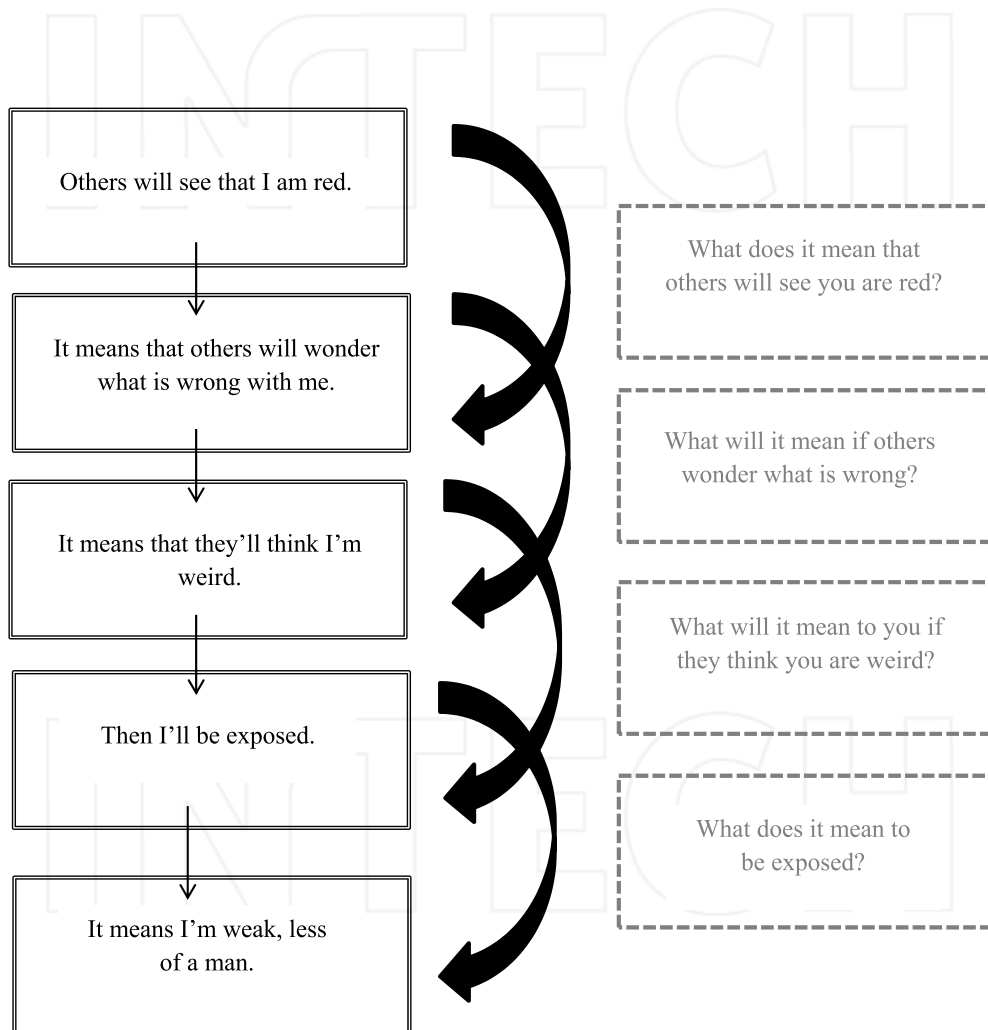 INTECH
Others will see that I am red.
What does it mean that
others will see you are red?
It means that others will wonder
what is wrong with me.
What will it mean if others
wonder what is wrong?
It means that they’ll think I’m
weird.
What will it mean to you if
they think you are weird?
Then I’ll be exposed.
INTECH
What does it mean to
be exposed?
It means I’m weak, less
of a man.